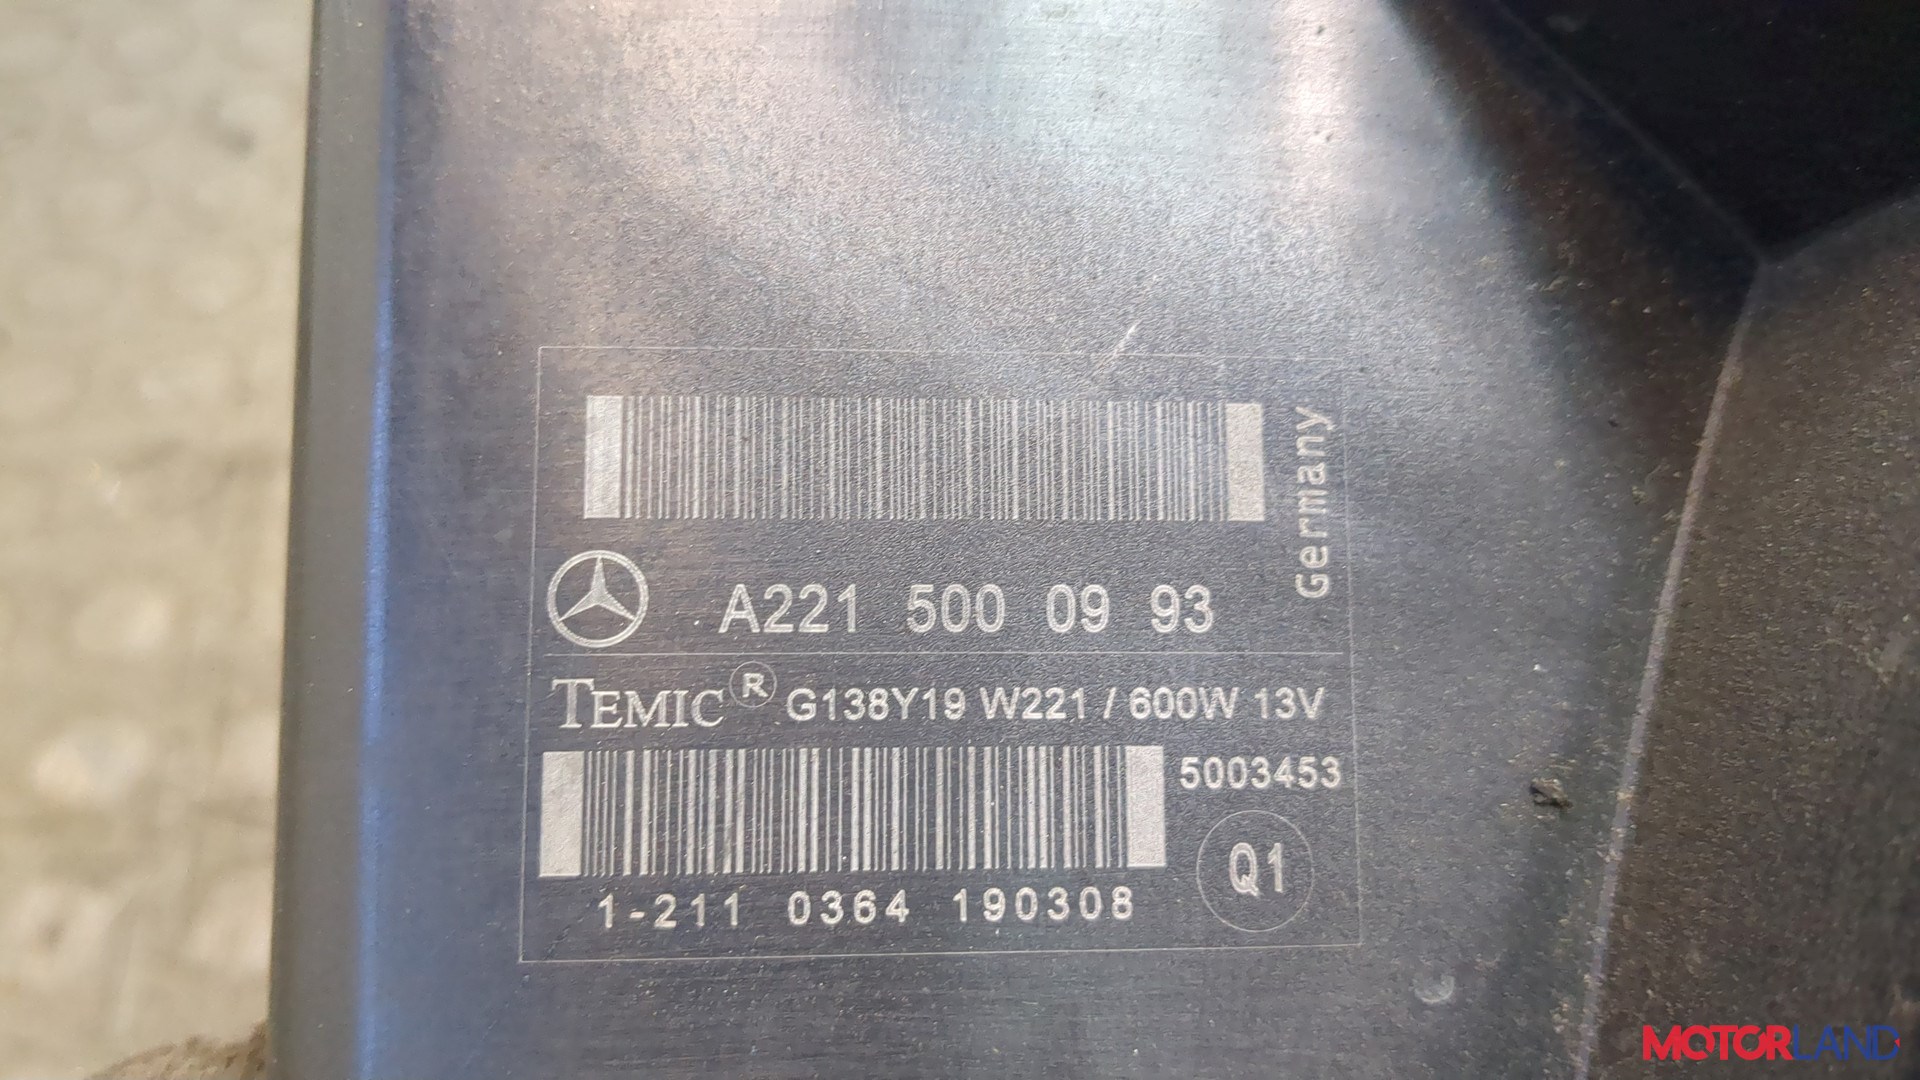 Germany
A221 500 09 93
TEMIC® G138Y19 W221 / 600W 13V
5003453
Q1
1-211 0364 190308
MOTORLAND